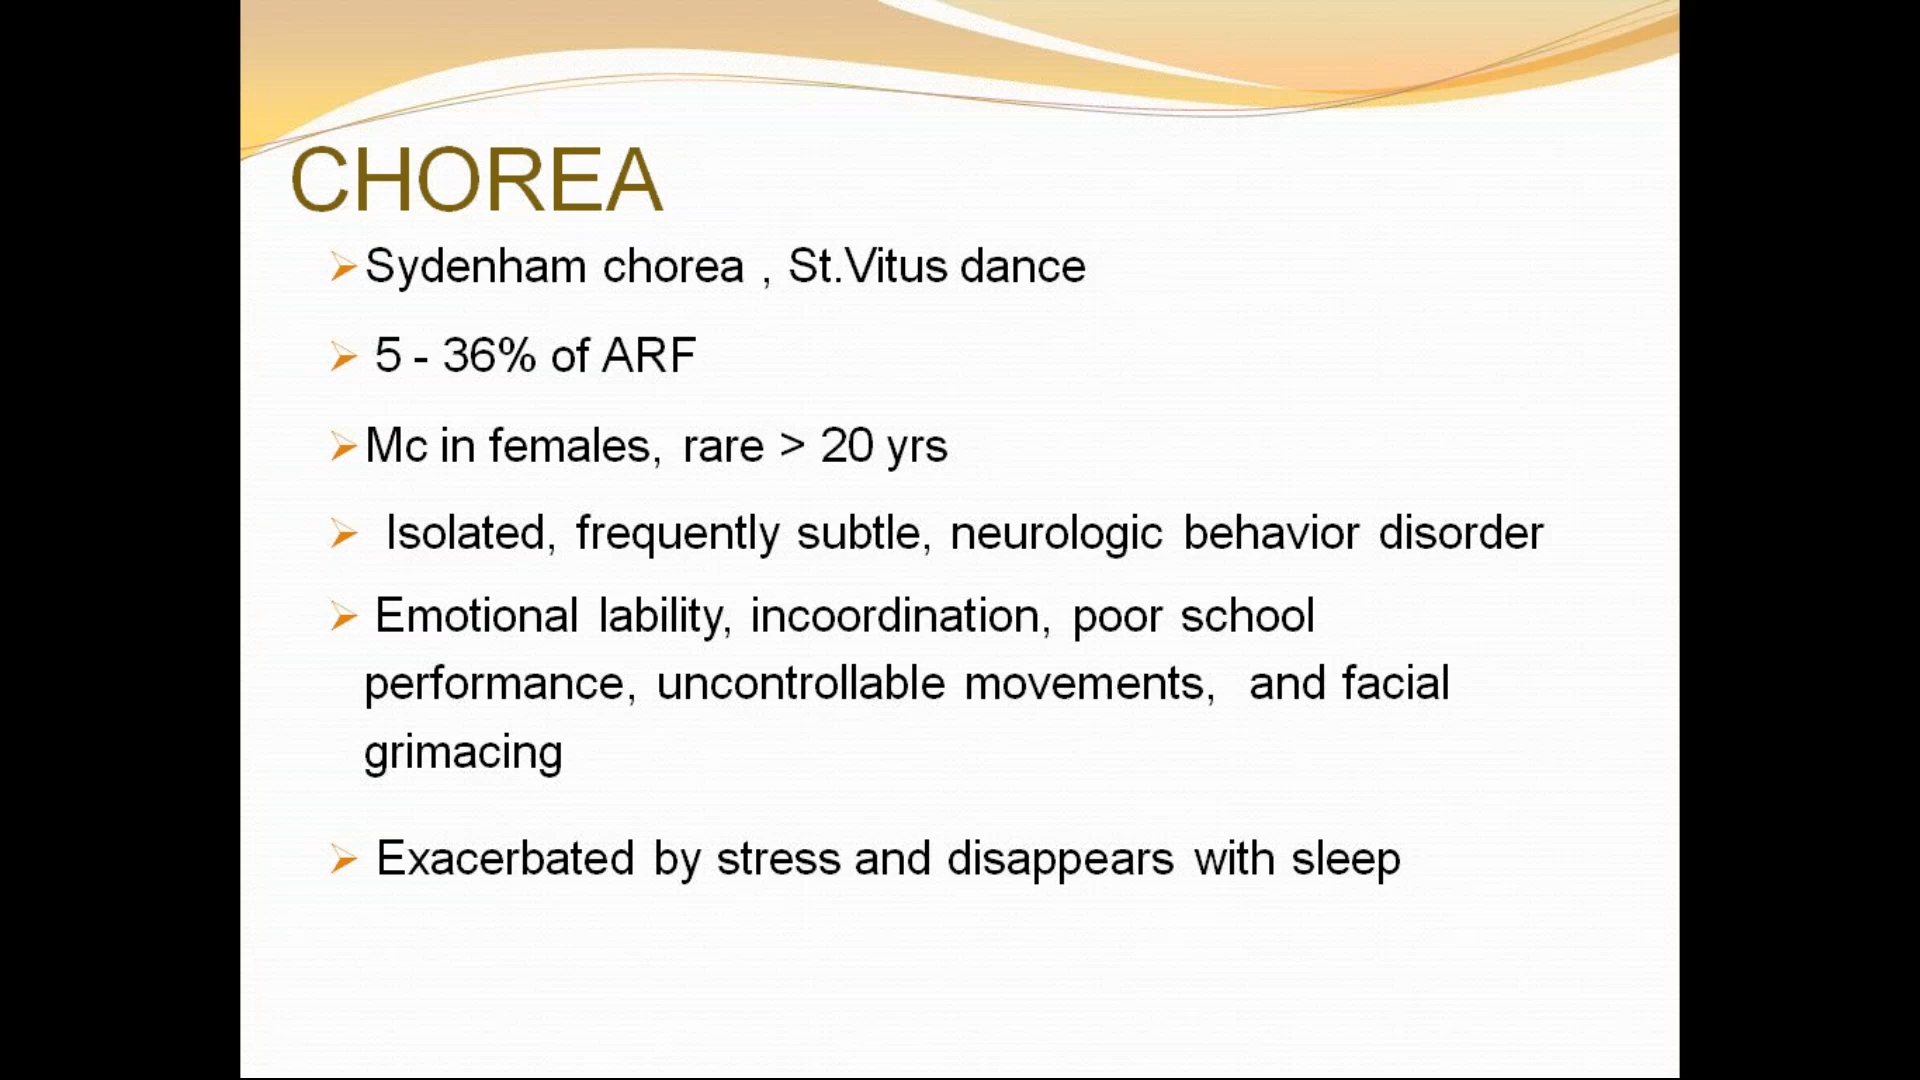 CHOREA
Sydenham chorea , St.Vitus dance
5 - 36% of ARF
Mc in females, rare > 20 yrs
Isolated, frequently subtle, neurologic behavior disorder
Emotional lability, incoordination, poor school
performance, uncontrollable movements, and facial
grimacing
Exacerbated by stress and disappears with sleep